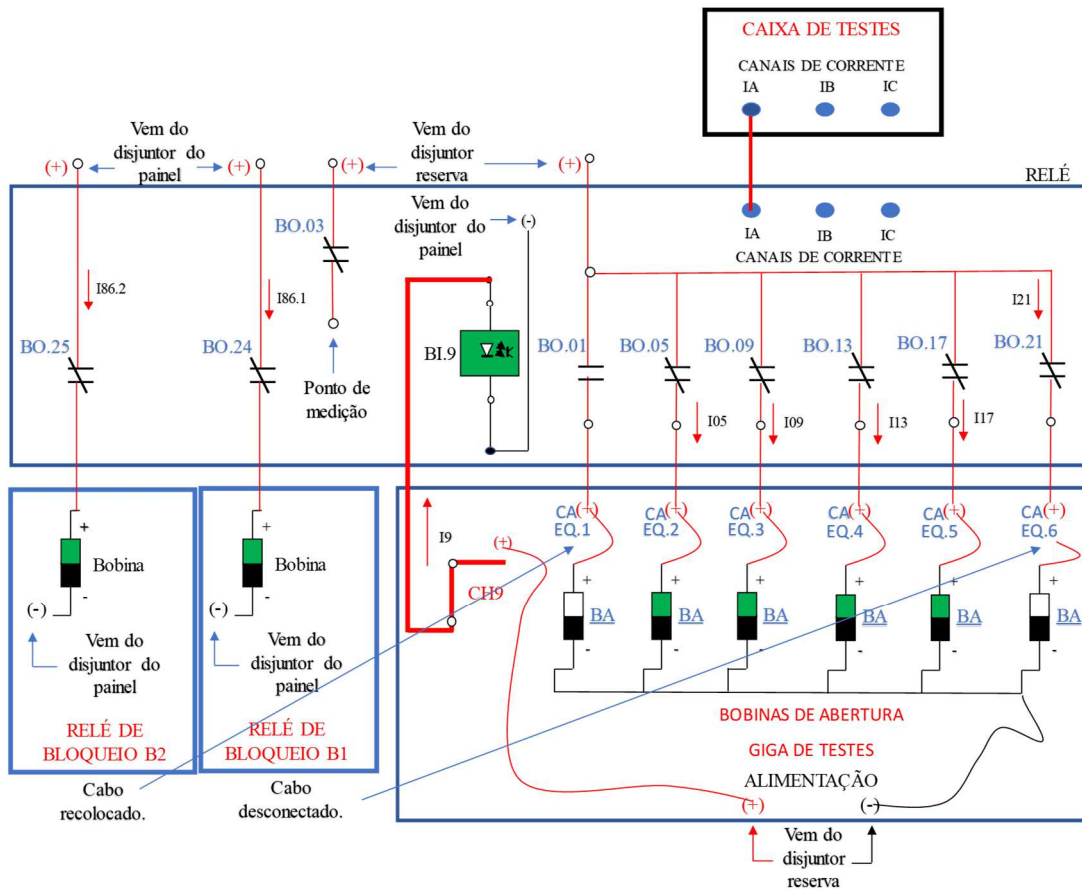 CAIXA DE TESTES
CANAIS DE CORRENTE
IA IB IC
Vem do
disjuntor do
painel
Vem do
disjuntor
reserva
(+) (+) (+) (+)
RELÉ
Vem do
disjuntor do
painel
(-)
BO.03
IA IB IC
CANAIS DE CORRENTE
I86.2
I86.1
I21
BO.25
BO.24
BI.9
BO.01
BO.05
BO.09
BO.13
BO.17
BO.21
Ponto de
medição
I05
I09
I13
I17
CA(+)
EQ.1
CA(+)
EQ.2
CA(+)
EQ.3
CA(+)
EQ.4
CA(+)
EQ.5
CA(+)
EQ.6
+
Bobina
-
(-)
+
Bobina
-
(-)
I9
(+)
CH9
+ + + + + +
BA BA BA BA BA BA
- - - - - -
Vem do
disjuntor do
painel
Vem do
disjuntor do
painel
RELÉ DE
BLOQUEIO B2
RELÉ DE
BLOQUEIO B1
BOBINAS DE ABERTURA
GIGA DE TESTES
ALIMENTAÇÃO
(+) (-)
Cabo
recolocado.
Cabo
desconectado.
Vem do
disjuntor
reserva